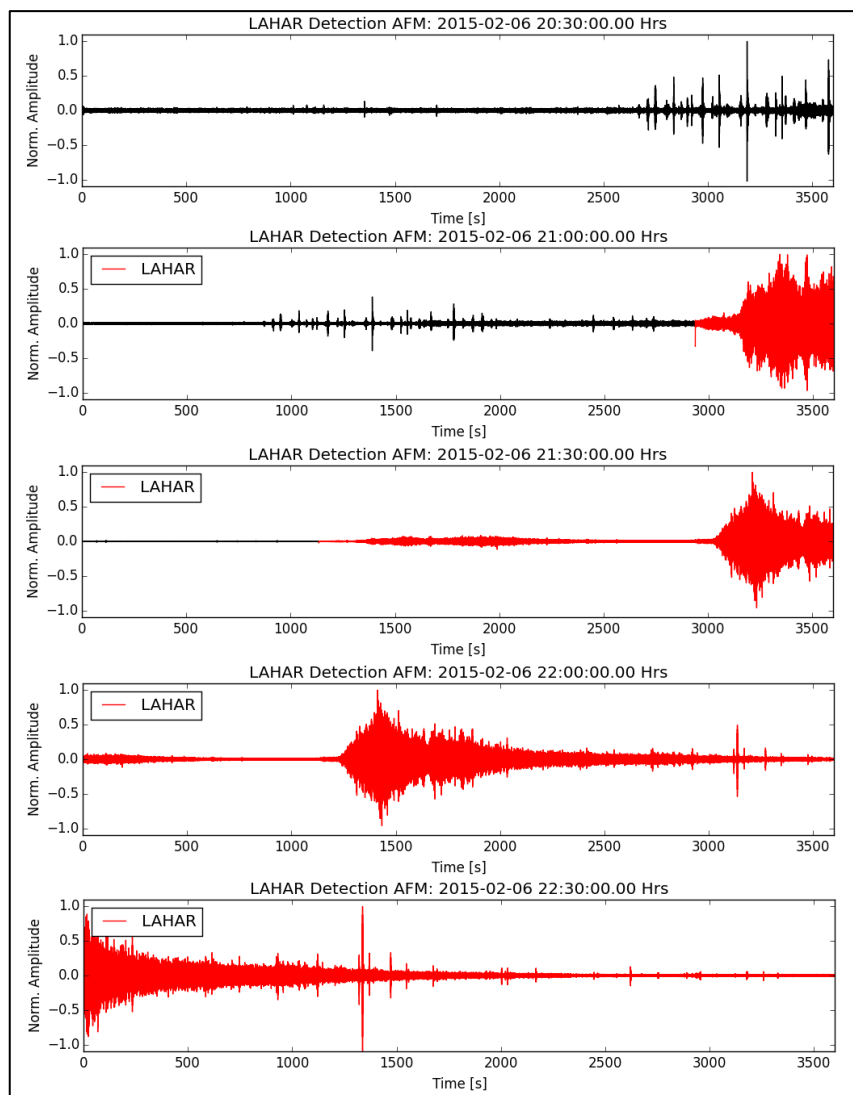 LAHAR Detection AFM: 2015-02-06 20:30:00.00 Hrs
Norm. Amplitude
1.0
0.5
0.0
−0.5
−1.0
0 500 1000 1500 2000 2500 3000 3500
Time [s]
LAHAR Detection AFM: 2015-02-06 21:00:00.00 Hrs
LAHAR
Norm. Amplitude
1.0
0.5
0.0
−0.5
−1.0
0 500 1000 1500 2000 2500 3000 3500
Time [s]
LAHAR Detection AFM: 2015-02-06 21:30:00.00 Hrs
LAHAR
Norm. Amplitude
1.0
0.5
0.0
−0.5
−1.0
0 500 1000 1500 2000 2500 3000 3500
Time [s]
LAHAR Detection AFM: 2015-02-06 22:00:00.00 Hrs
LAHAR
Norm. Amplitude
1.0
0.5
0.0
−0.5
−1.0
0 500 1000 1500 2000 2500 3000 3500
Time [s]
LAHAR Detection AFM: 2015-02-06 22:30:00.00 Hrs
LAHAR
Norm. Amplitude
1.0
0.5
0.0
−0.5
−1.0
0 500 1000 1500 2000 2500 3000 3500
Time [s]